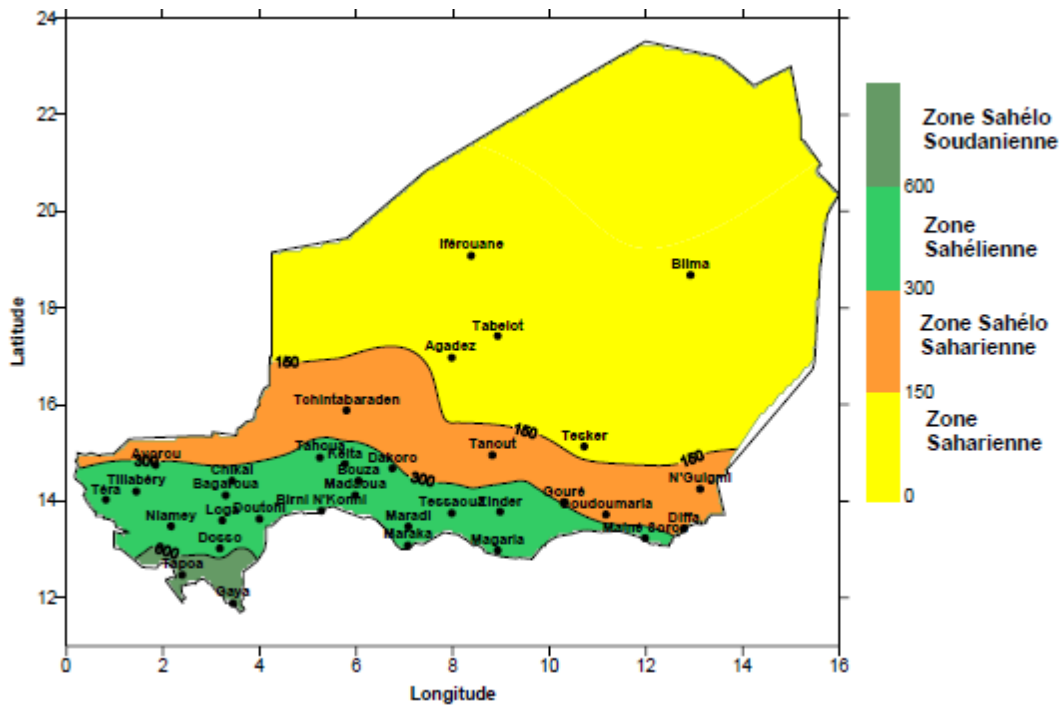 24
22
20
18
16
14
12
Latitude
0
2
4
6
8
10
12
14
16
Longitude
Iférouane
Bilma
Tabelot
Agadez
150
Tchintabaraden
150
Tecker
150
Tanout
Tahoua
Keita
Dakoro
Ayorou
300
300
N'Guigmi
Tillabéry
Chikal
Bouza
Téra
Bagaroua
Madaoua
Gouré
Birni N'Konni
Tessaoua
Zinder
Goudoumaria
Loga
Doutchi
Niamey
Maradi
Diffa
Maïné Soroa
Dosso
Maraka
Magaria
600
Tapoa
Gaya
Zone Sahélo
Soudanienne
600
Zone
Sahélienne
300
Zone Sahélo
Saharienne
150
Zone
Saharienne
0